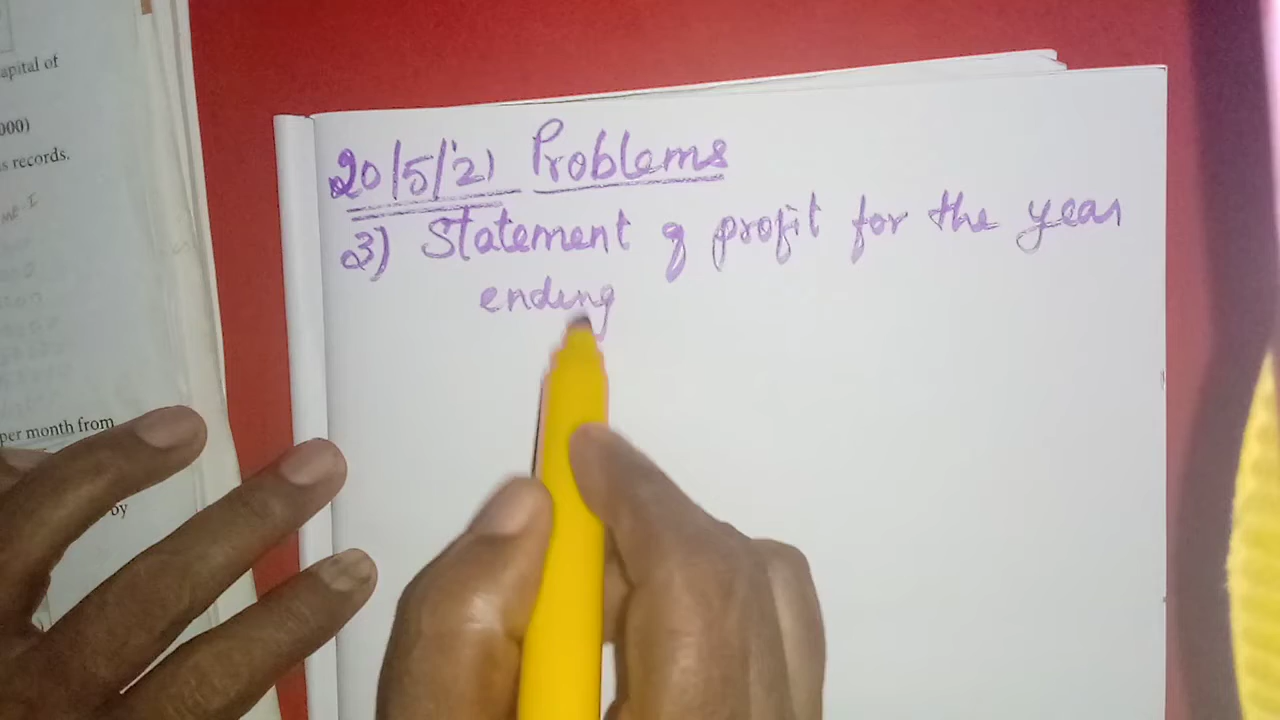 apital of
000)
s records.
per month from
by
20/5/21 Problems
3) Statement of profit for the year
ending